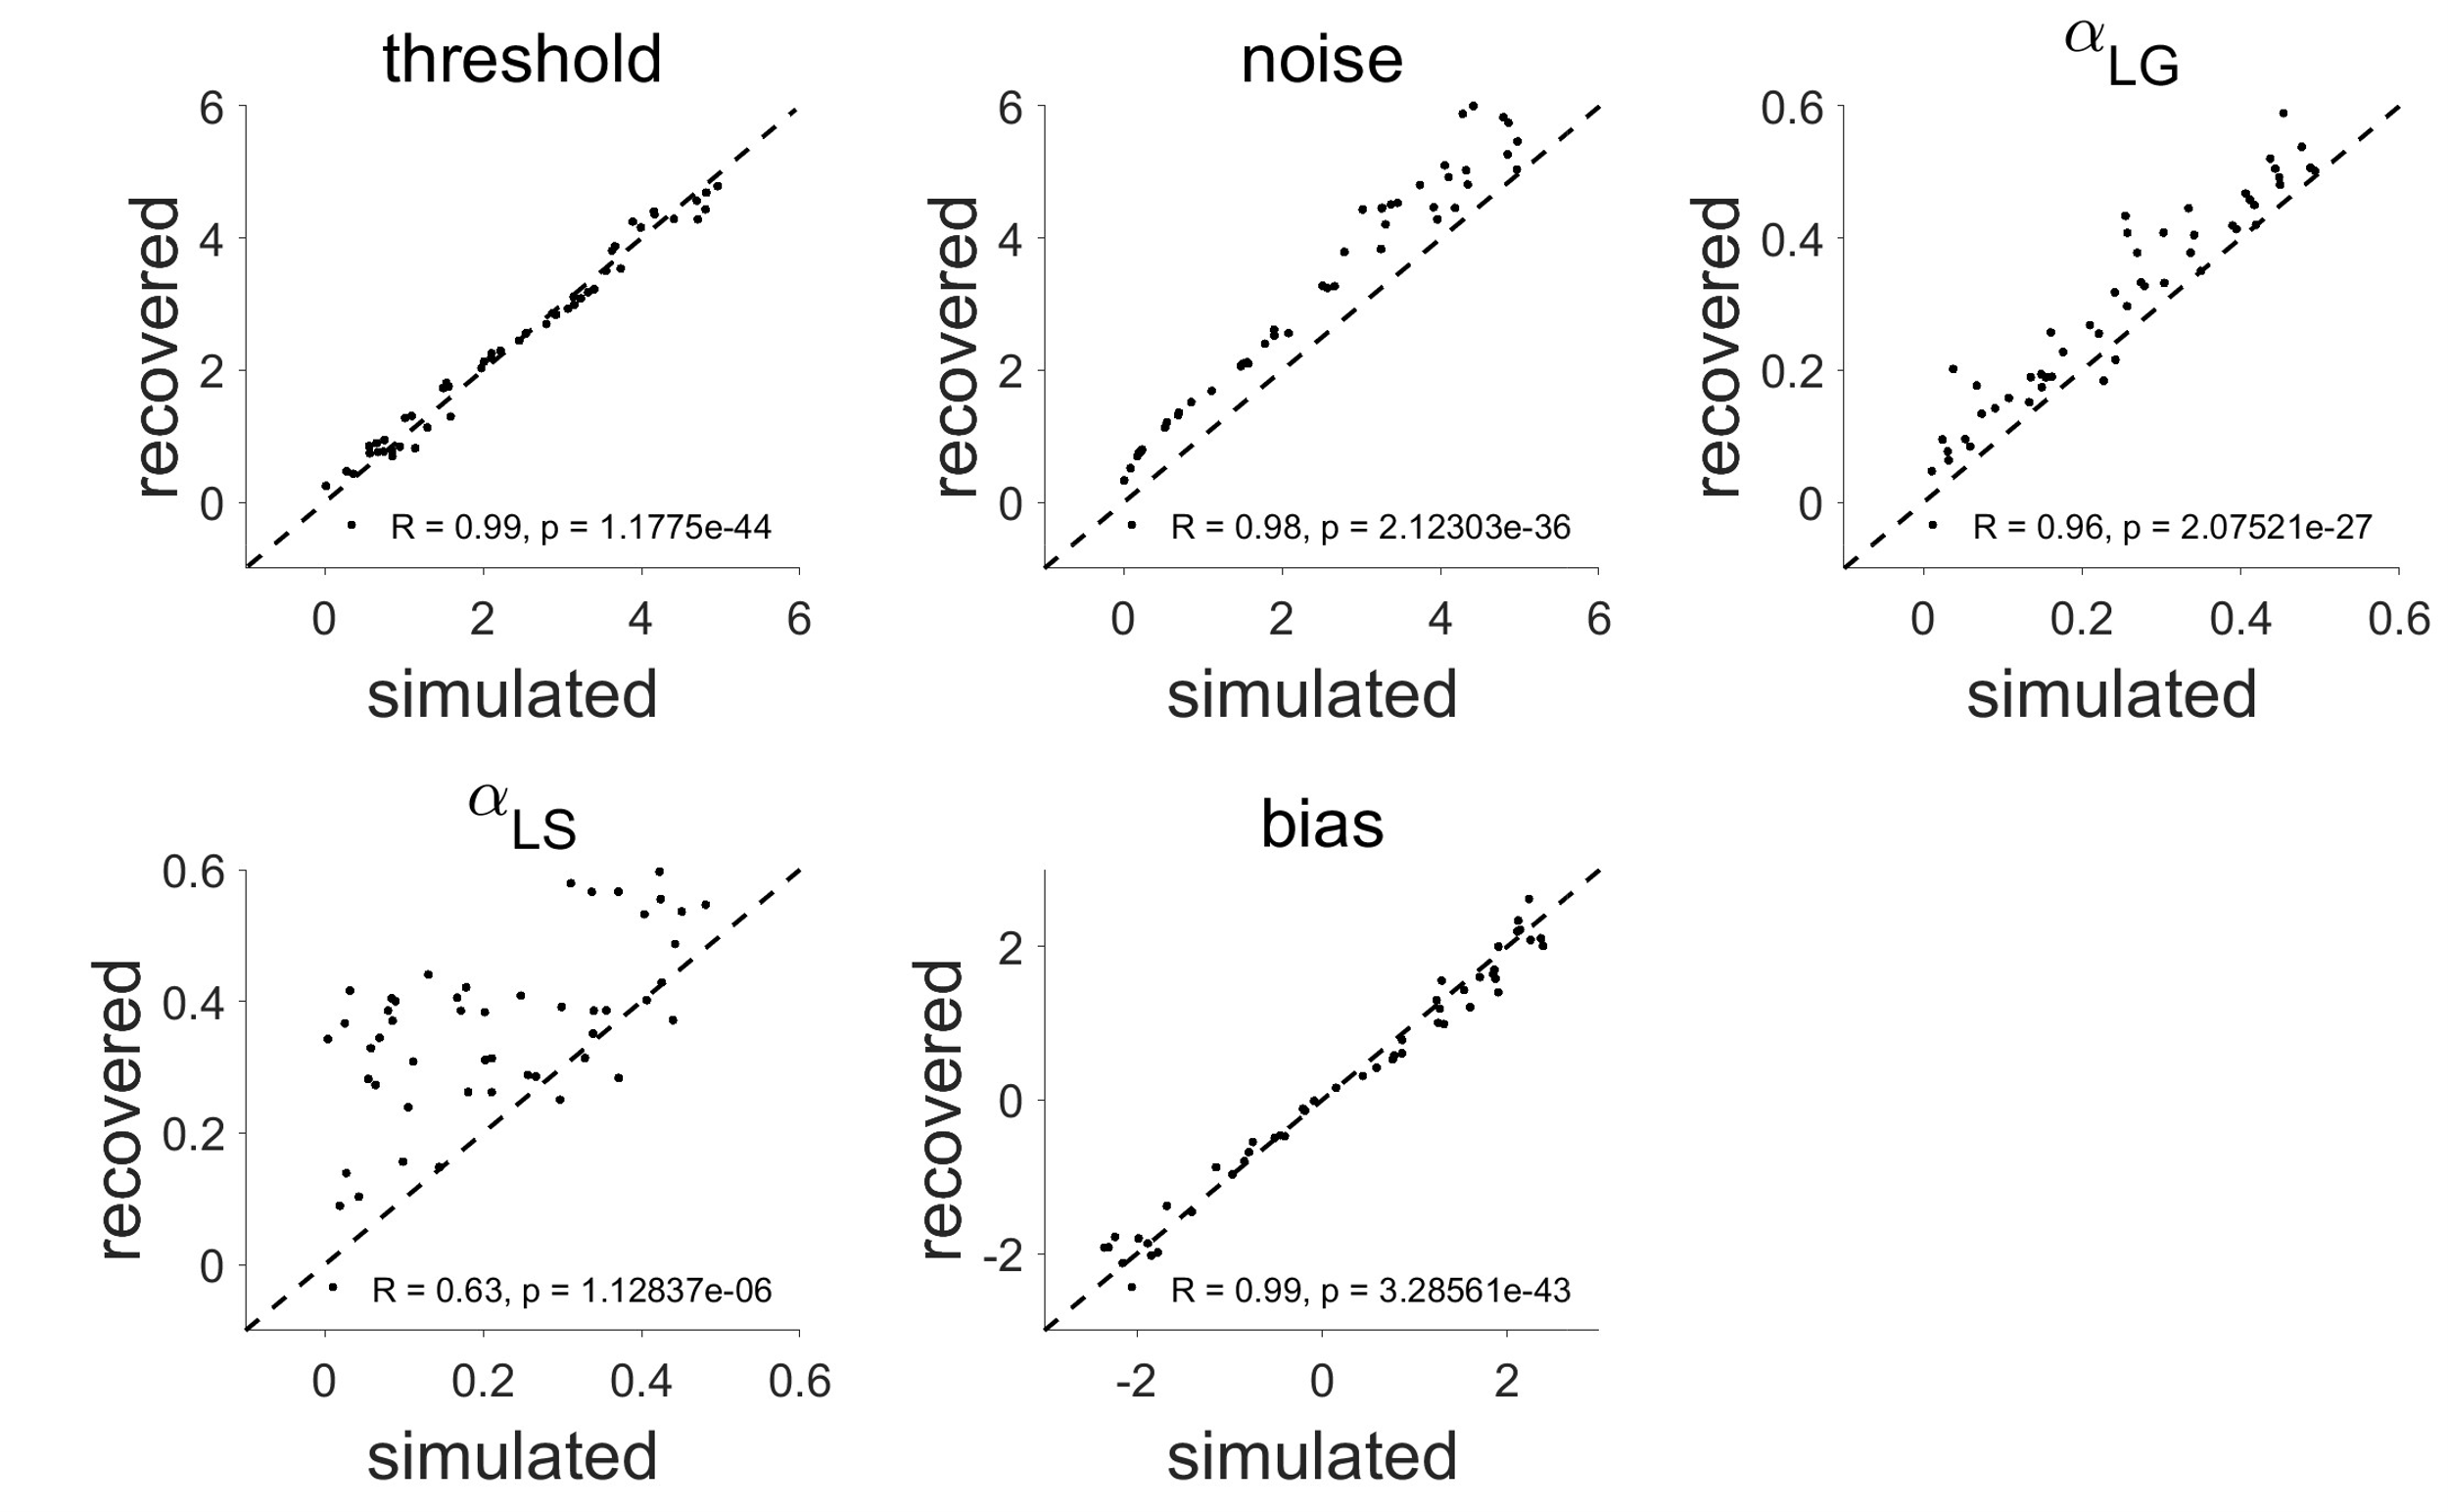 threshold
6
4
2
0
recovered
R = 0.99, p = 1.1775e-44
0 2 4 6
simulated
noise
6
4
2
0
recovered
R = 0.98, p = 2.12303e-36
0 2 4 6
simulated
αLG
0.6
0.4
0.2
0
recovered
R = 0.96, p = 2.07521e-27
0 0.2 0.4 0.6
simulated
αLS
0.6
0.4
0.2
0
recovered
R = 0.63, p = 1.12837e-06
0 0.2 0.4 0.6
simulated
bias
2
0
-2
recovered
R = 0.99, p = 3.28561e-43
-2 0 2
simulated